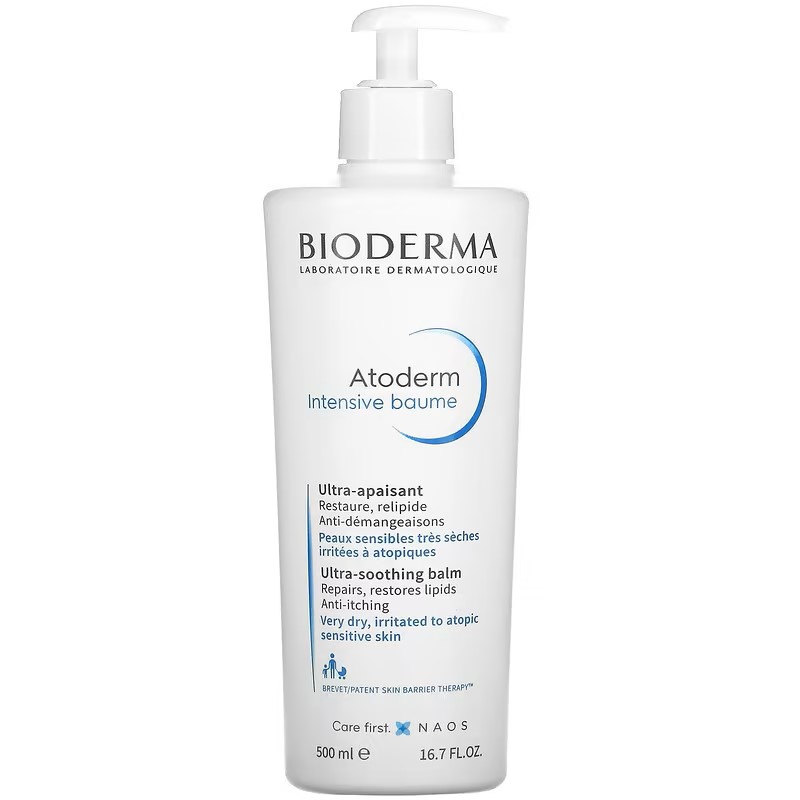 BIODERMA
LABORATOIRE DERMATOLOGIQUE
Atoderm
Intensive baume
Ultra-apaisant
Restaure, relipide
Anti-démangeaisons
Peaux sensibles très sèches
irritées à atopiques
Ultra-soothing balm
Repairs, restores lipids
Anti-itching
Very dry, irritated to atopic
sensitive skin
BREVET/PATENT SKIN BARRIER THERAPY™
Care first. NAOS
500 ml ℮ 16.7 FL.OZ.